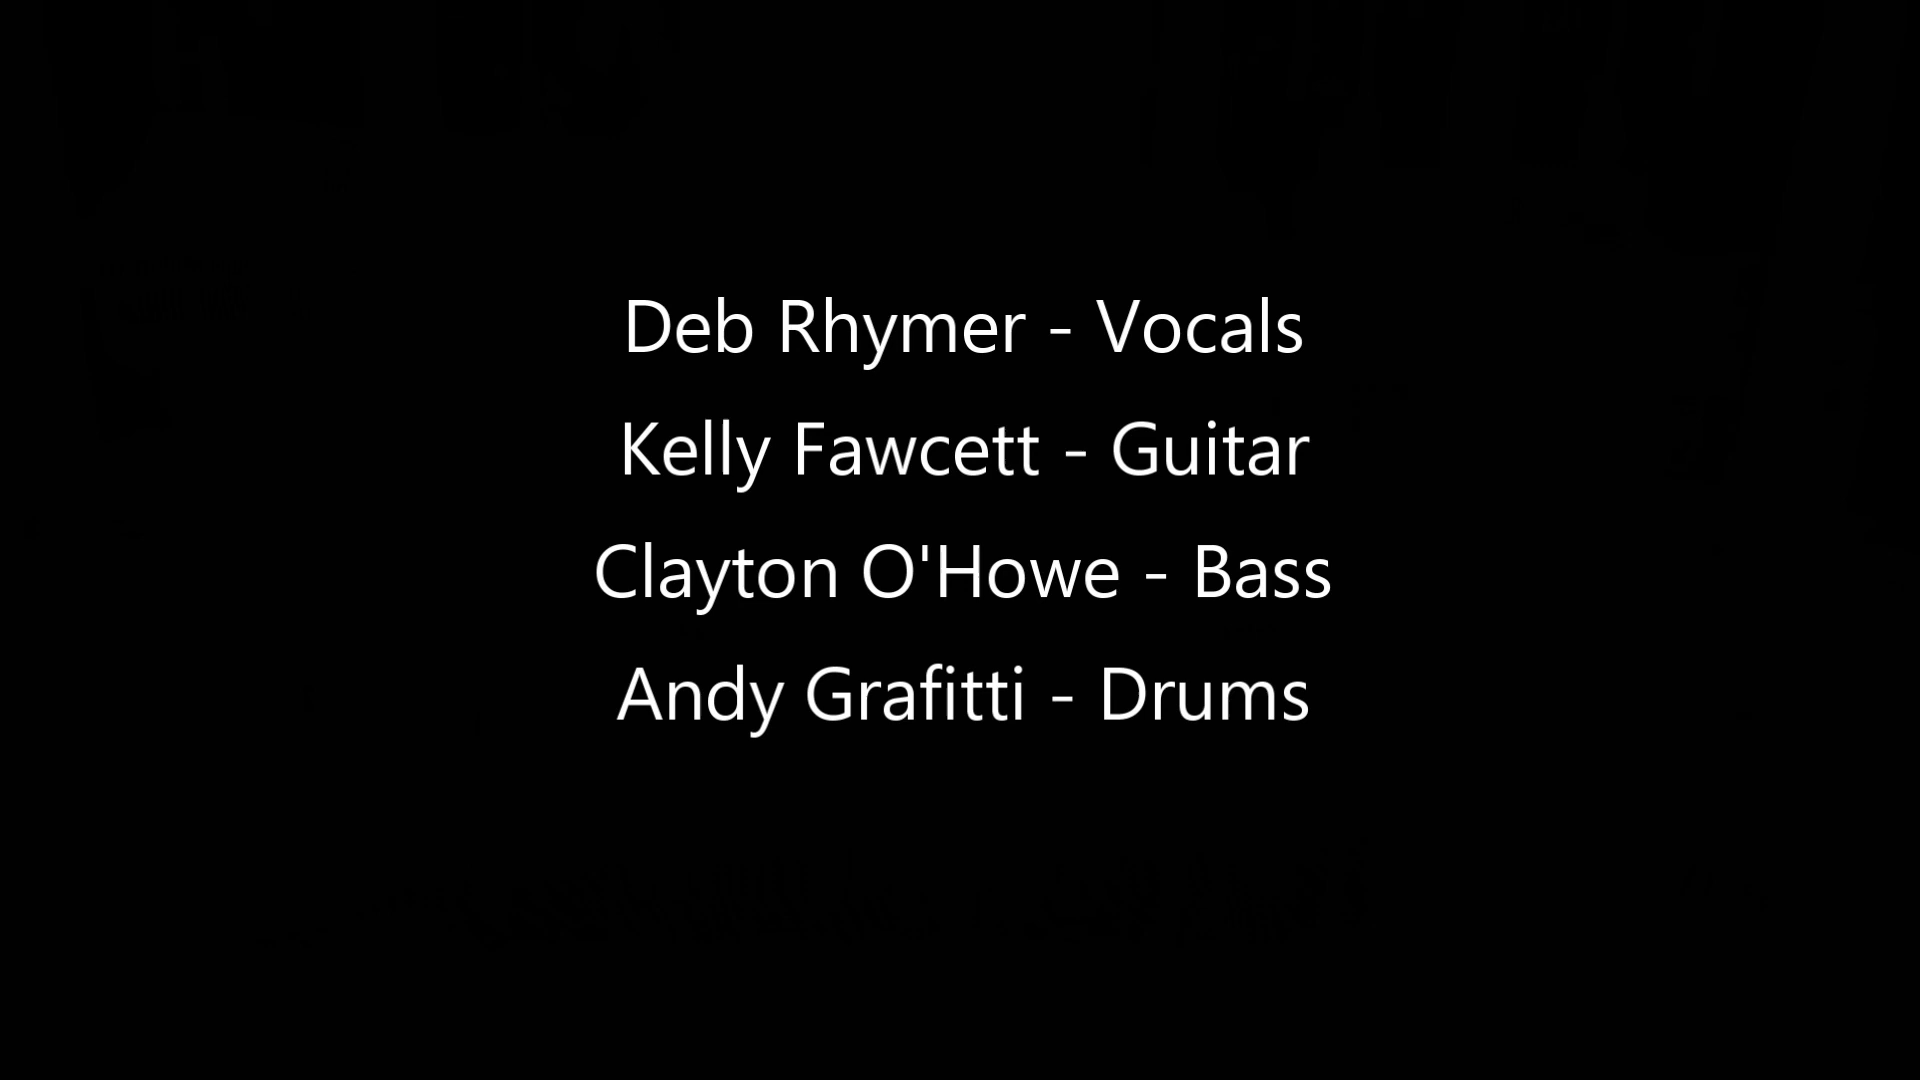 Deb Rhymer - Vocals
Kelly Fawcett - Guitar
Clayton O'Howe - Bass
Andy Grafitti - Drums